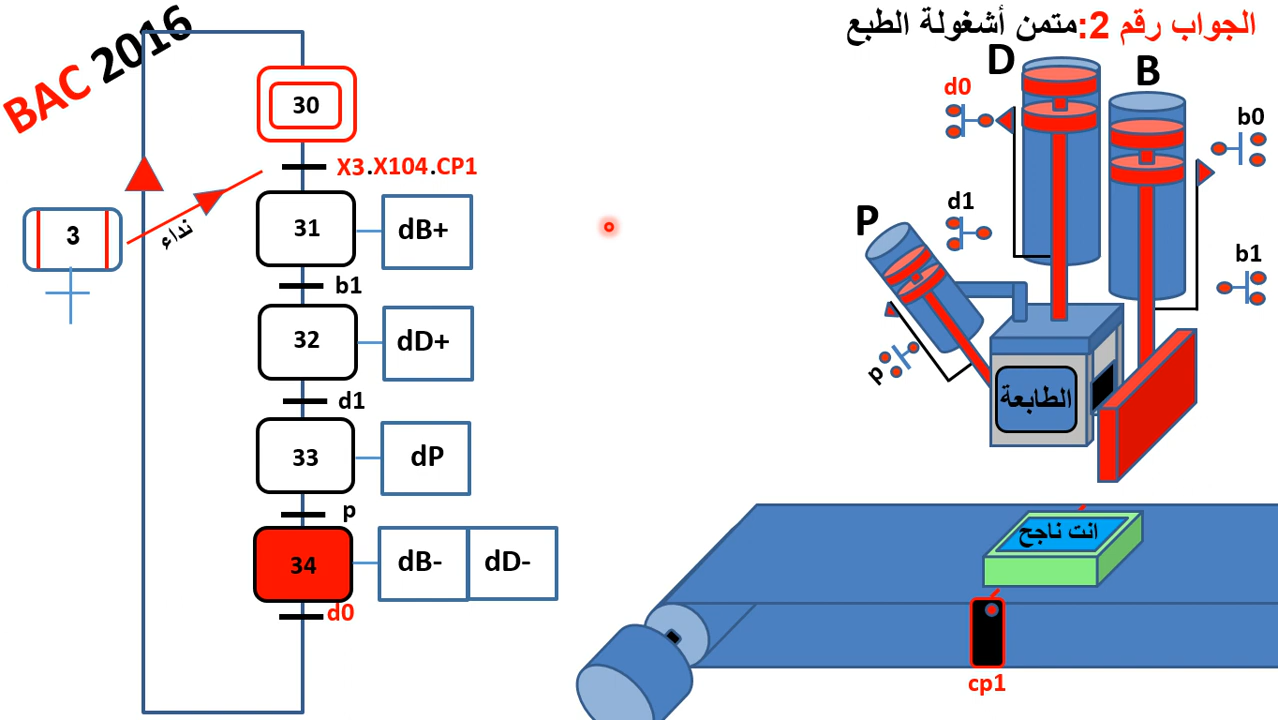 BAC 2016
الجواب رقم 2:متمن أشغولة الطبع
30
X3.X104.CP1
3
نداء
31
dB+
b1
32
dD+
d1
33
dP
p
34
dB-
dD-
d0
D
B
d0
b0
d1
b1
P
p
الطابعة
انت ناجح
cp1